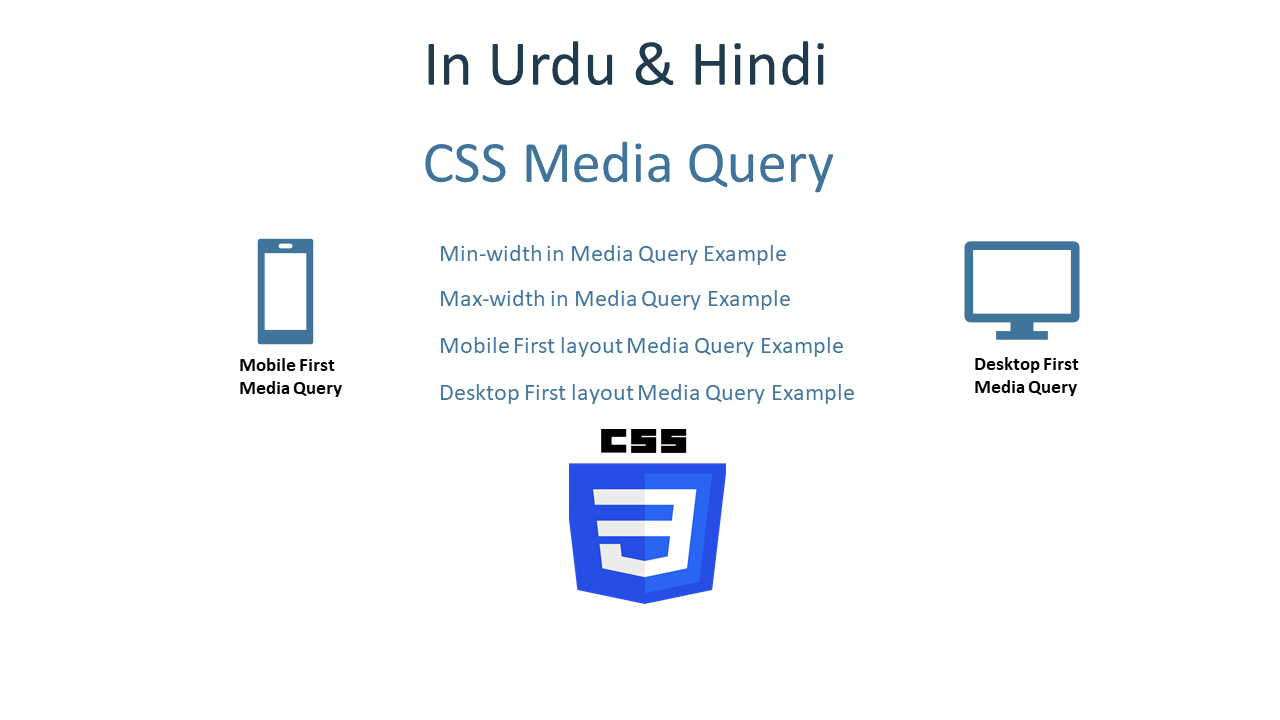 In Urdu & Hindi
CSS Media Query
Min-width in Media Query Example
Max-width in Media Query Example
Mobile First layout Media Query Example
Desktop First layout Media Query Example
Mobile First
Media Query
Desktop First
Media Query
CSS
3